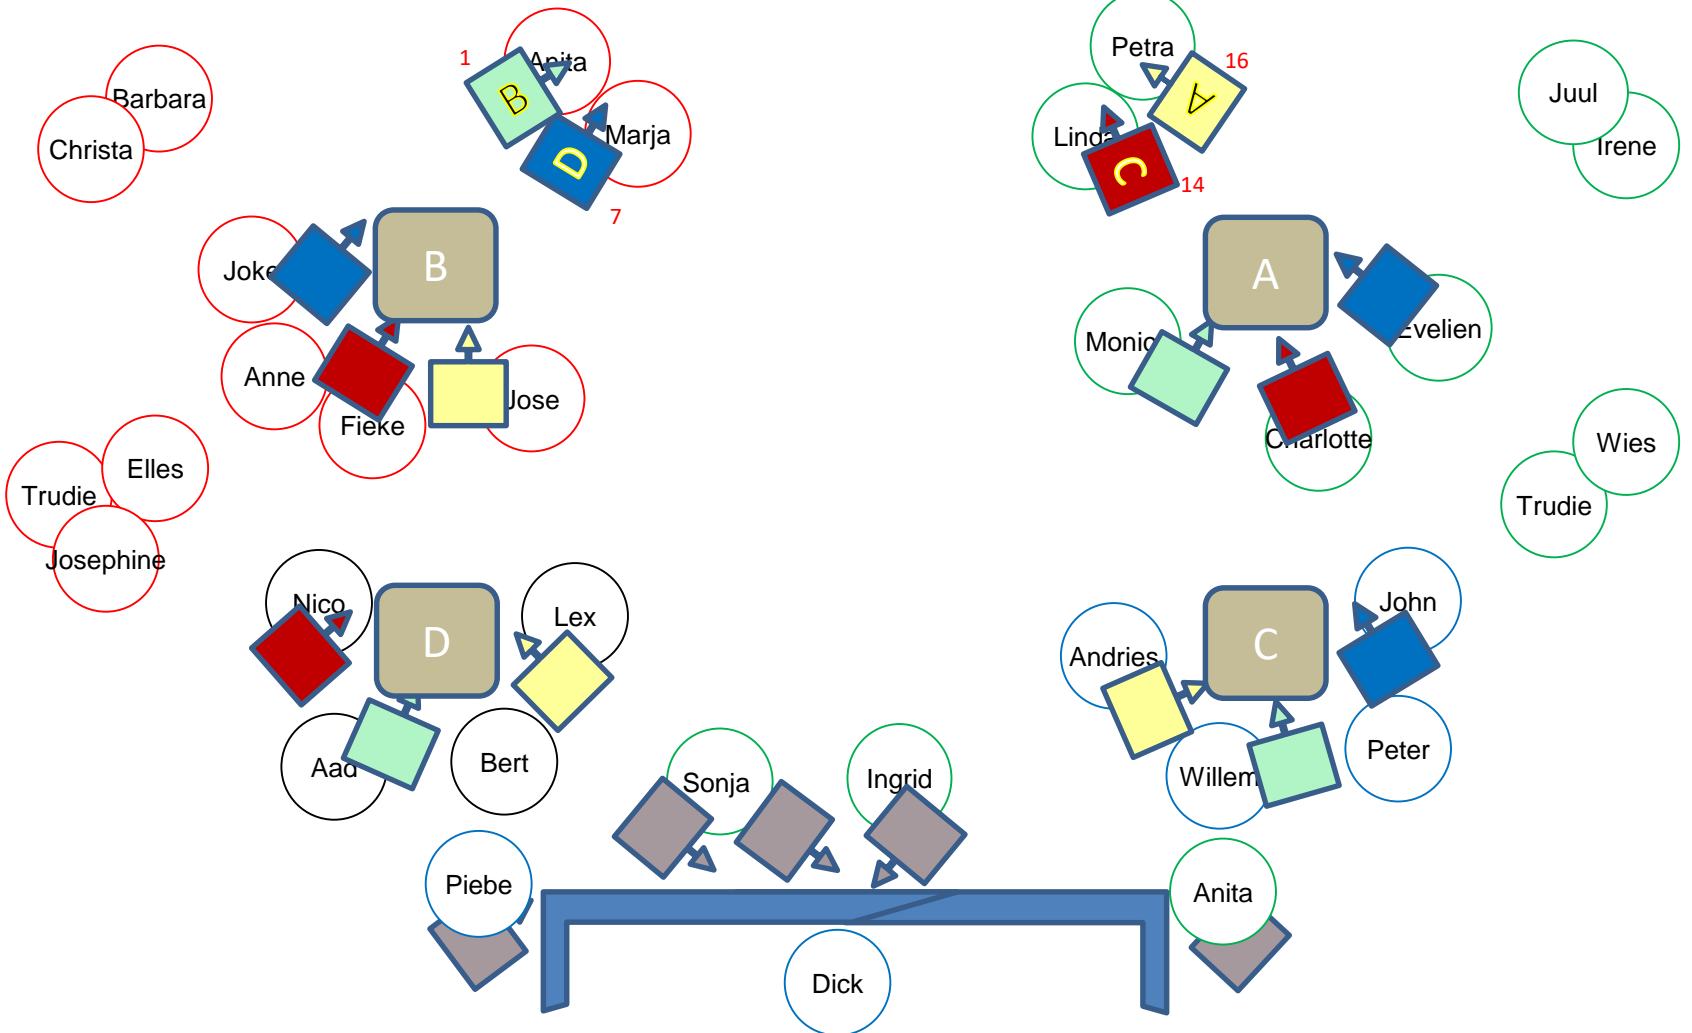 Barbara
Christa
1
Anita
B
Marja
D
7
Petra
16
A
Linda
C
14
Juul
Irene
Joke
B
Anne
Fieke
Jose
A
Monic
Evelien
Charlotte
Elles
Trudie
Josephine
Wies
Trudie
Nico
D
Lex
Aad
Bert
Andries
C
John
Willem
Peter
Sonja
Ingrid
Piebe
Anita
Dick